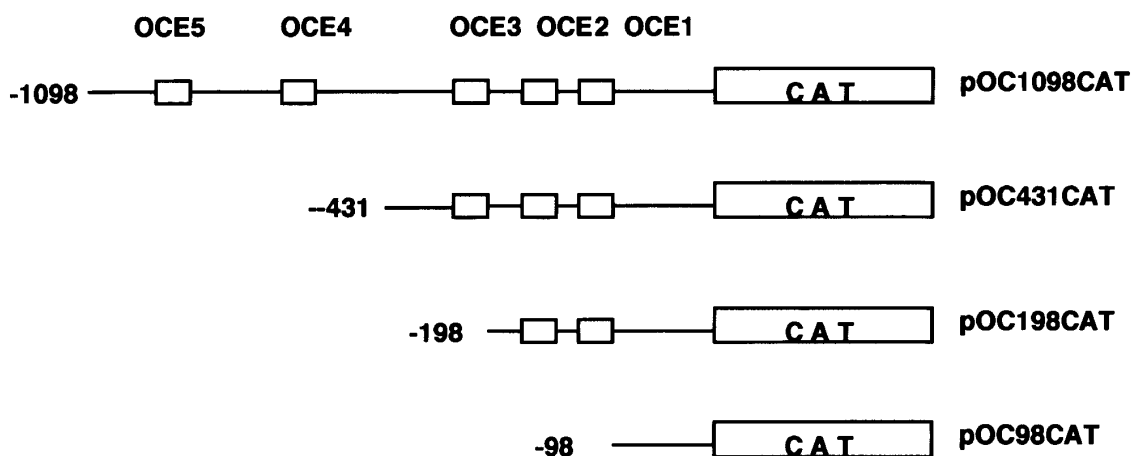 OCE5 OCE4 OCE3 OCE2 OCE1
-1098 CAT pOC1098CAT
--431 CAT pOC431CAT
-198 CAT pOC198CAT
-98 CAT pOC98CAT